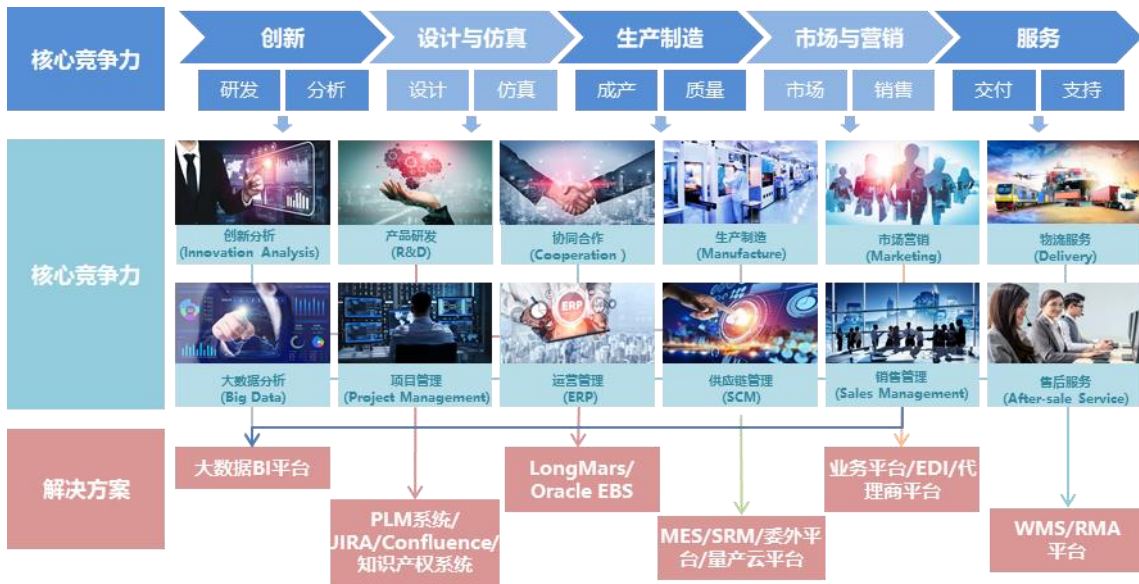 核心竞争力
创新
设计与仿真
生产制造
市场与营销
服务
研发
分析
设计
仿真
成产
质量
市场
销售
交付
支持
核心竞争力
创新分析
(Innovation Analysis)
产品研发
(R&D)
协同合作
(Cooperation )
生产制造
(Manufacture)
市场营销
(Marketing)
物流服务
(Delivery)
ERP
大数据分析
(Big Data)
项目管理
(Project Management)
运营管理
(ERP)
供应链管理
(SCM)
销售管理
(Sales Management)
售后服务
(After-sale Service)
解决方案
大数据BI平台
PLM系统/
JIRA/Confluence/
知识产权系统
LongMars/
Oracle EBS
MES/SRM/委外平
台/量产云平台
业务平台/EDI/代
理商平台
WMS/RMA
平台